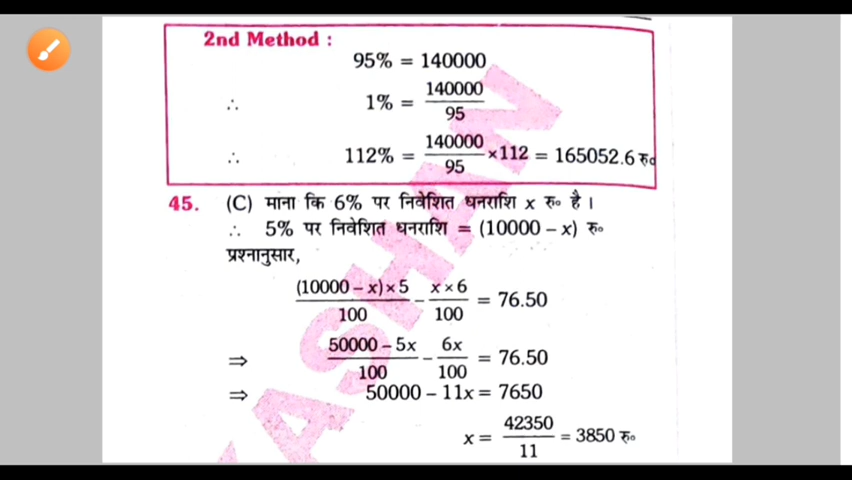 2nd Method :
95% = 140000
∴ 1% = 140000/95
∴ 112% = 140000/95 ×112 = 165052.6 रु०
45. (C) माना कि 6% पर निवेशित धनराशि x रु० है ।
∴ 5% पर निवेशित धनराशि = (10000 – x) रु०
प्रश्नानुसार,
(10000 – x) × 5/100 – x × 6/100 = 76.50
⇒ 50000 – 5x/100 – 6x/100 = 76.50
⇒ 50000 – 11x = 7650
x = 42350/11 = 3850 रु०